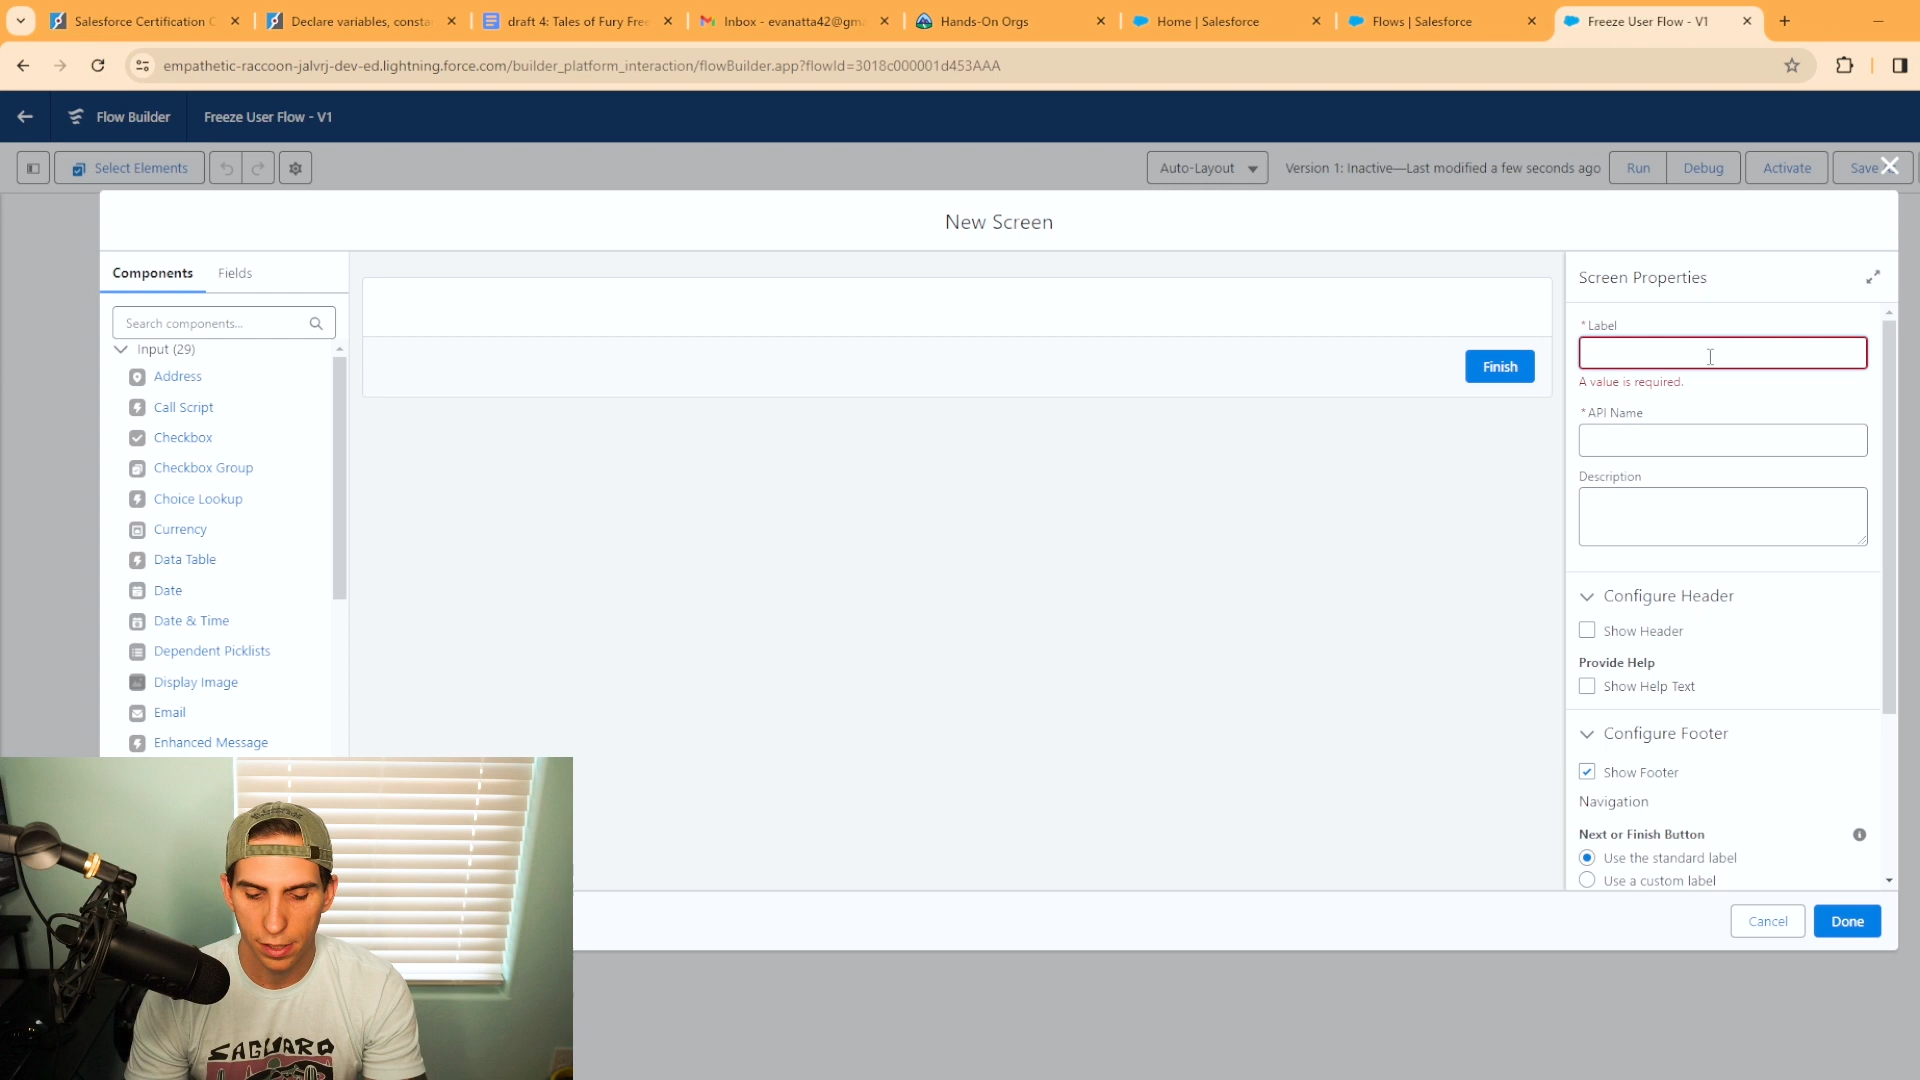 Salesforce Certification C
Declare variables, consta
draft 4: Tales of Fury Free
Inbox - evanatta42@gma
Hands-On Orgs
Home | Salesforce
Flows | Salesforce
Freeze User Flow - V1
empathetic-raccoon-jalvrj-dev-ed.lightning.force.com/builder_platform_interaction/flowBuilder.app?flowId=3018c000001d453AAA
Flow Builder
Freeze User Flow - V1
Select Elements
Auto-Layout
Version 1: Inactive—Last modified a few seconds ago
Run
Debug
Activate
Save
New Screen
Components
Fields
Search components...
Input (29)
Address
Call Script
Checkbox
Checkbox Group
Choice Lookup
Currency
Data Table
Date
Date & Time
Dependent Picklists
Display Image
Email
Enhanced Message
Finish
Screen Properties
* Label
A value is required.
* API Name
Description
Configure Header
Show Header
Provide Help
Show Help Text
Configure Footer
Show Footer
Navigation
Next or Finish Button
Use the standard label
Use a custom label
Cancel
Done
SAGUARO